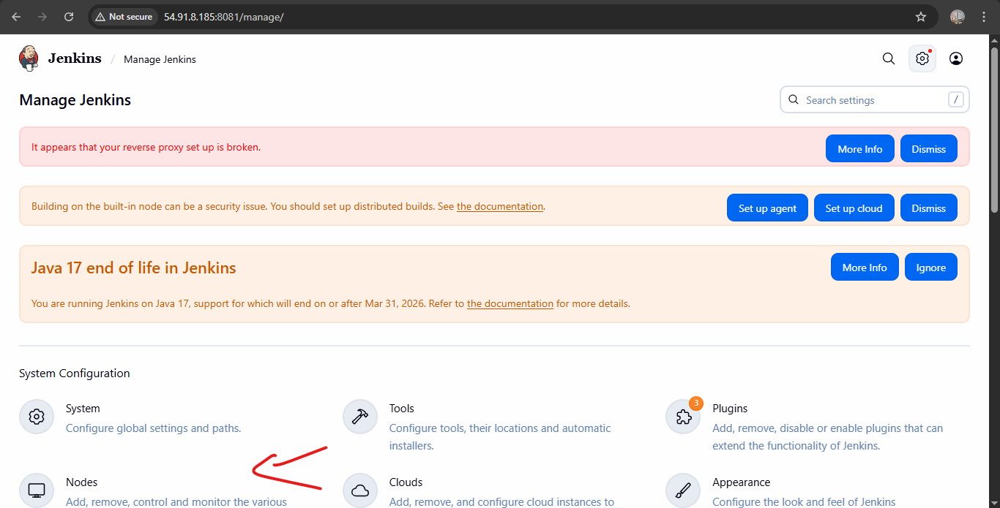 Not secure 54.91.8.185:8081/manage/
Jenkins / Manage Jenkins
Manage Jenkins
Search settings /
It appears that your reverse proxy set up is broken.
More Info Dismiss
Building on the built-in node can be a security issue. You should set up distributed builds. See the documentation.
Set up agent Set up cloud Dismiss
Java 17 end of life in Jenkins
More Info Ignore
You are running Jenkins on Java 17, support for which will end on or after Mar 31, 2026. Refer to the documentation for more details.
System Configuration
System
Configure global settings and paths.
Tools
Configure tools, their locations and automatic
installers.
3
Plugins
Add, remove, disable or enable plugins that can
extend the functionality of Jenkins.
Nodes
Add, remove, control and monitor the various
Clouds
Add, remove, and configure cloud instances to
Appearance
Configure the look and feel of Jenkins